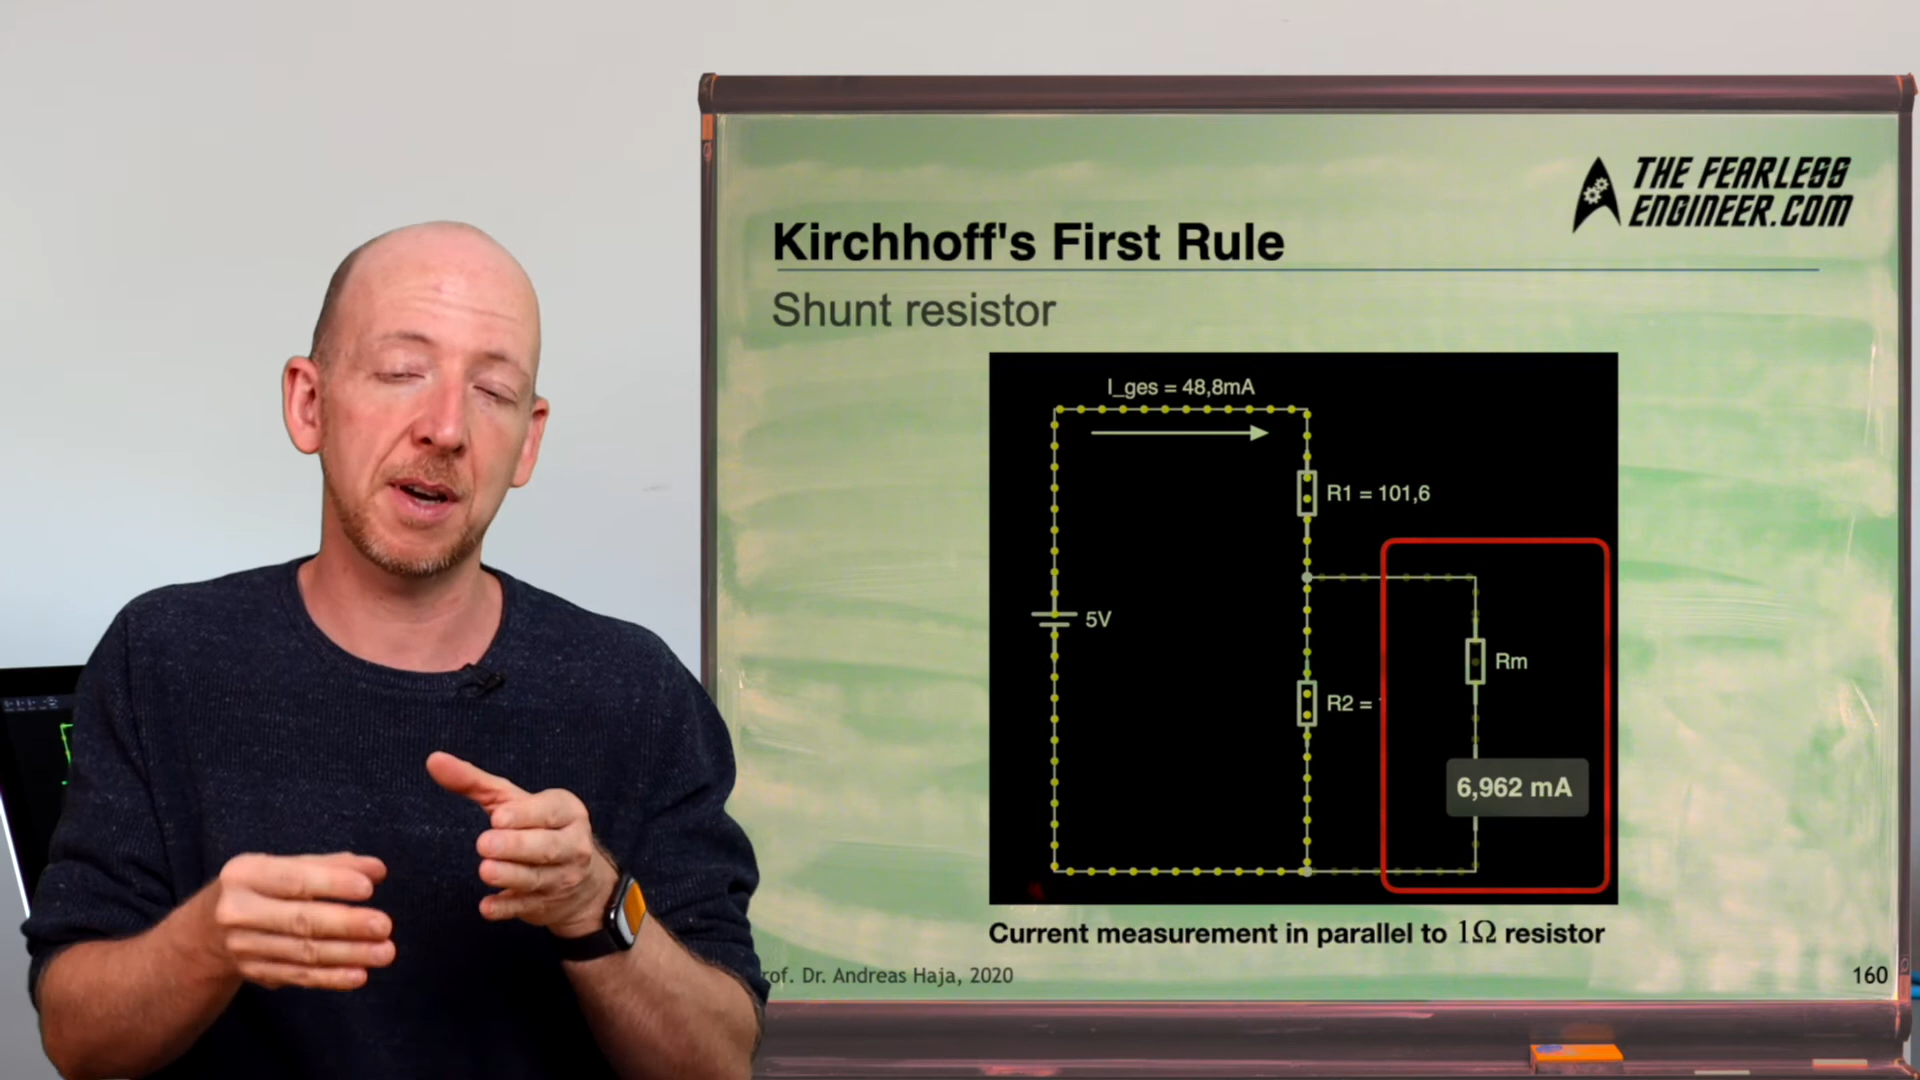 THE FEARLESS
ENGINEER.COM
Kirchhoff's First Rule
Shunt resistor
I_ges = 48,8mA
R1 = 101,6
5V
Rm
R2 =
6,962 mA
Current measurement in parallel to 1Ω resistor
rof. Dr. Andreas Haja, 2020
160